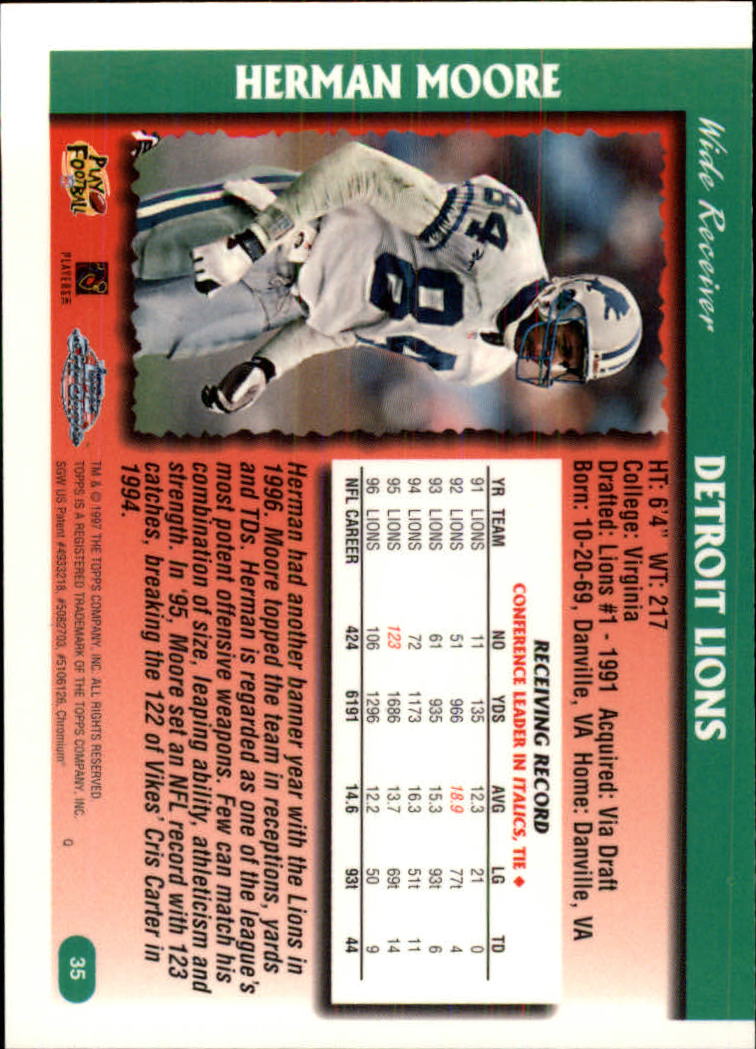 HERMAN MOORE
Wide Receiver
DETROIT LIONS
HT: 6'4" WT: 217
College: Virginia
Drafted: Lions #1 - 1991 Acquired: Via Draft
Born: 10-20-69, Danville, VA Home: Danville, VA
84
84
RECEIVING RECORD
CONFERENCE LEADER IN ITALICS, TIE ♦
YR TEAM NO YDS AVG LG TD
91 LIONS 11 135 12.3 21 0
92 LIONS 51 966 18.9 77t 4
93 LIONS 61 935 15.3 93t 6
94 LIONS 72 1173 16.3 51t 11
95 LIONS 123 1686 13.7 69t 14
96 LIONS 106 1296 12.2 50 9
NFL CAREER 424 6191 14.6 93t 44
Herman had another banner year with the Lions in
1996. Moore topped the team in receptions, yards
and TDs. Herman is regarded as one of the league's
most potent offensive weapons. Few can match his
combination of size, leaping ability, athleticism and
strength. In '95, Moore set an NFL record with 123
catches, breaking the 122 of Vikes' Cris Carter in
1994.
PLAY
FOOTBALL
PLAYERS
TM & © 1997 THE TOPPS COMPANY, INC. ALL RIGHTS RESERVED.
TOPPS IS A REGISTERED TRADEMARK OF THE TOPPS COMPANY, INC.
SGW US Patent #4933218, #5082703, #5106126, Chromium
Q
35